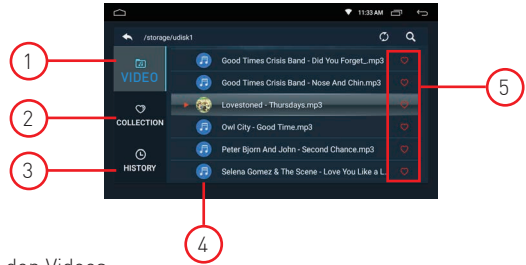 11:33 AM
/storage/udisk1
1
VIDEO
Good Times Crisis Band - Did You Forget_.mp3
Good Times Crisis Band - Nose And Chin.mp3
5
2
COLLECTION
Lovestoned - Thursdays.mp3
Owl City - Good Time.mp3
3
HISTORY
Peter Bjorn And John - Second Chance.mp3
Selena Gomez & The Scene - Love You Like a L...
4
den Videos